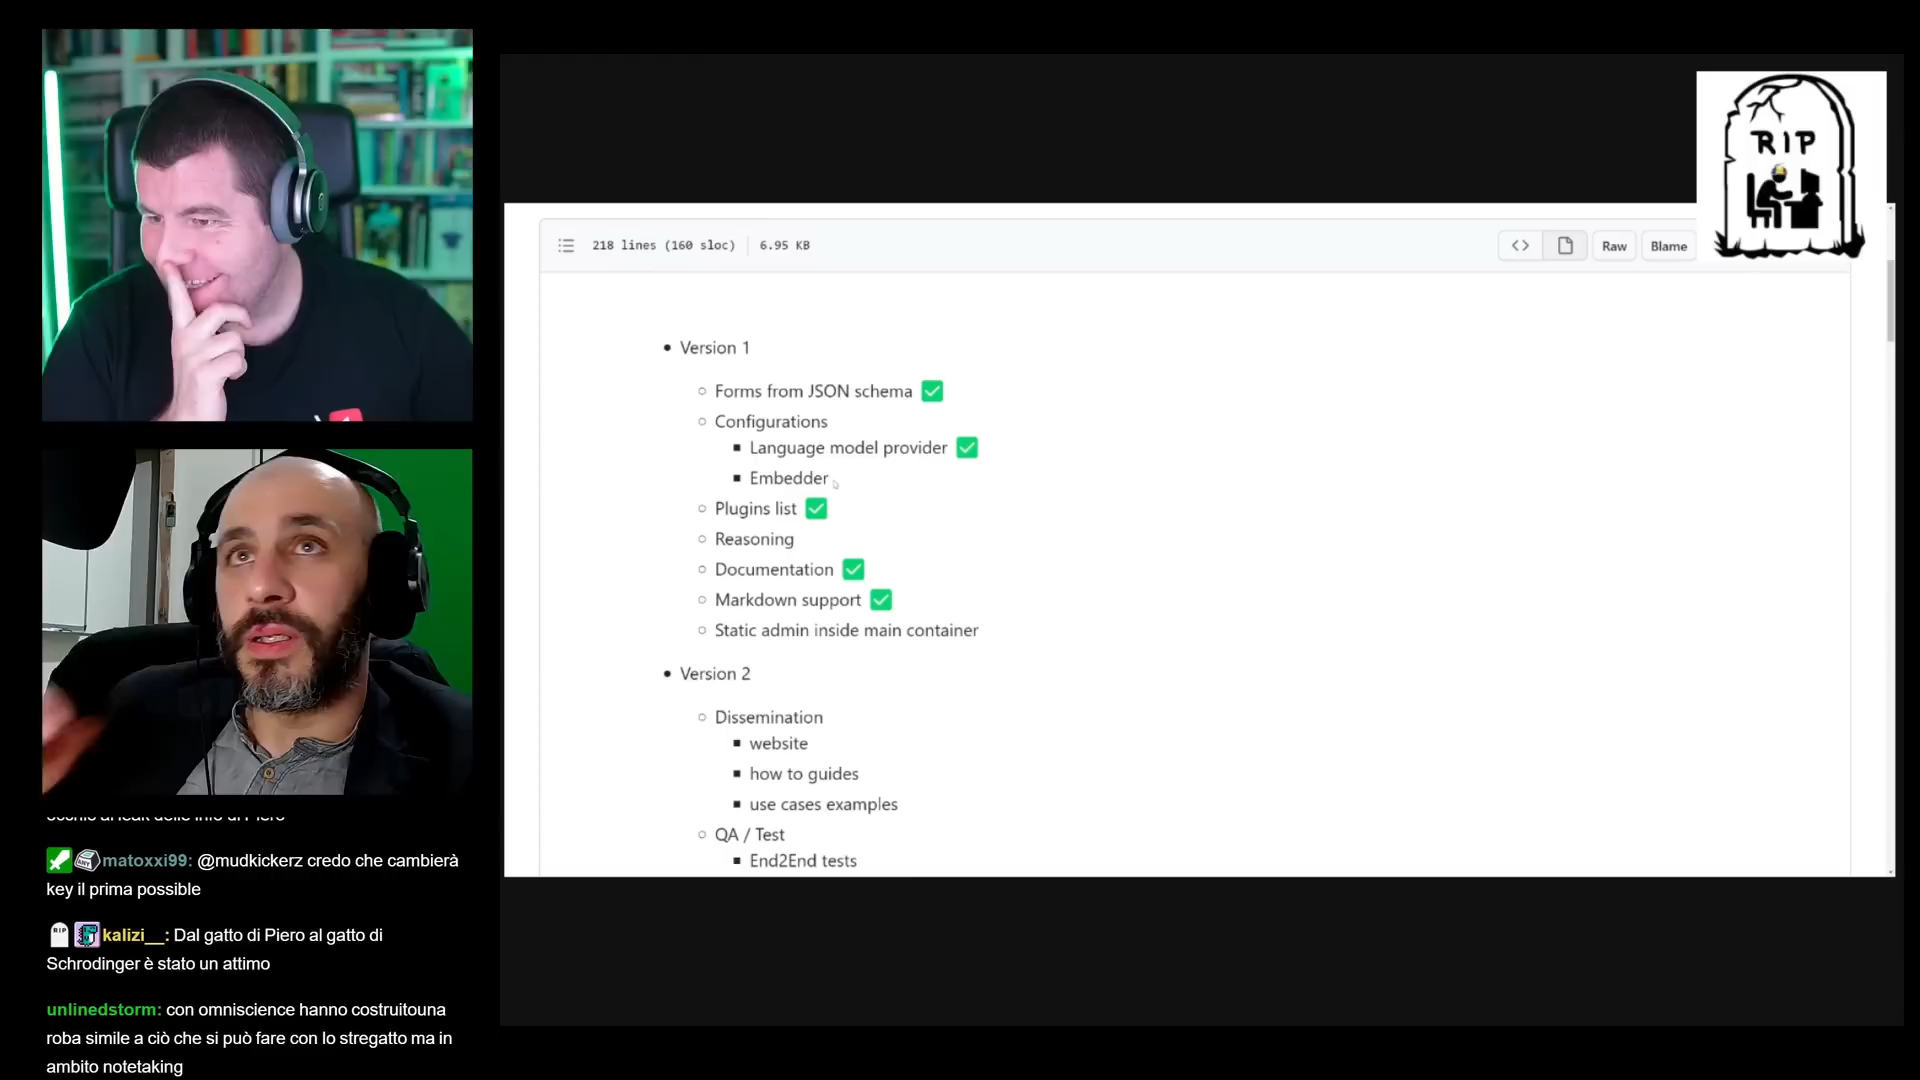 RIP
218 lines (160 sloc)
6.95 KB
Raw
Blame
Version 1
Forms from JSON schema
Configurations
Language model provider
Embedder
Plugins list
Reasoning
Documentation
Markdown support
Static admin inside main container
Version 2
Dissemination
website
how to guides
use cases examples
QA / Test
End2End tests
matoxxi99: @mudkickerz credo che cambierà
key il prima possibile
kalizi__: Dal gatto di Piero al gatto di
Schrodinger è stato un attimo
unlinedstorm: con omniscience hanno costruitouna
roba simile a ciò che si può fare con lo stregatto ma in
ambito notetaking